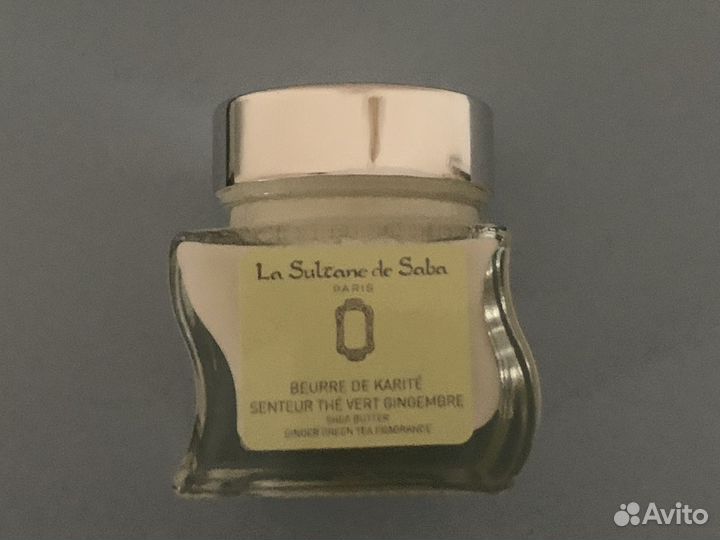 La Sultane de Saba
PARIS
BEURRE DE KARITÉ
SENTEUR THÉ VERT GINGEMBRE
SHEA BUTTER
GINGER GREEN TEA FRAGRANCE
Avito